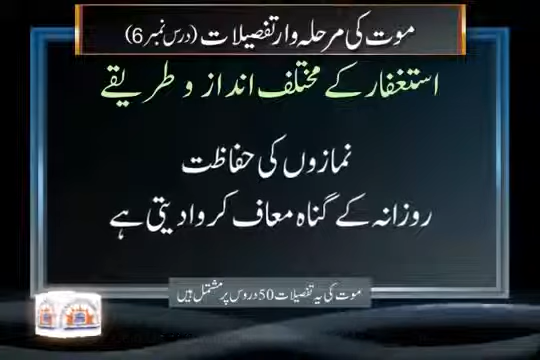 موت کی مرحلہ وار تفصیلات (درس نمبر 6)
استغفار کے مختلف انداز و طریقے
نمازوں کی حفاظت
روزانہ کے گناہ معاف کروا دیتی ہے
موت کی یہ تفصیلات 50 دروس پر مشتمل ہیں